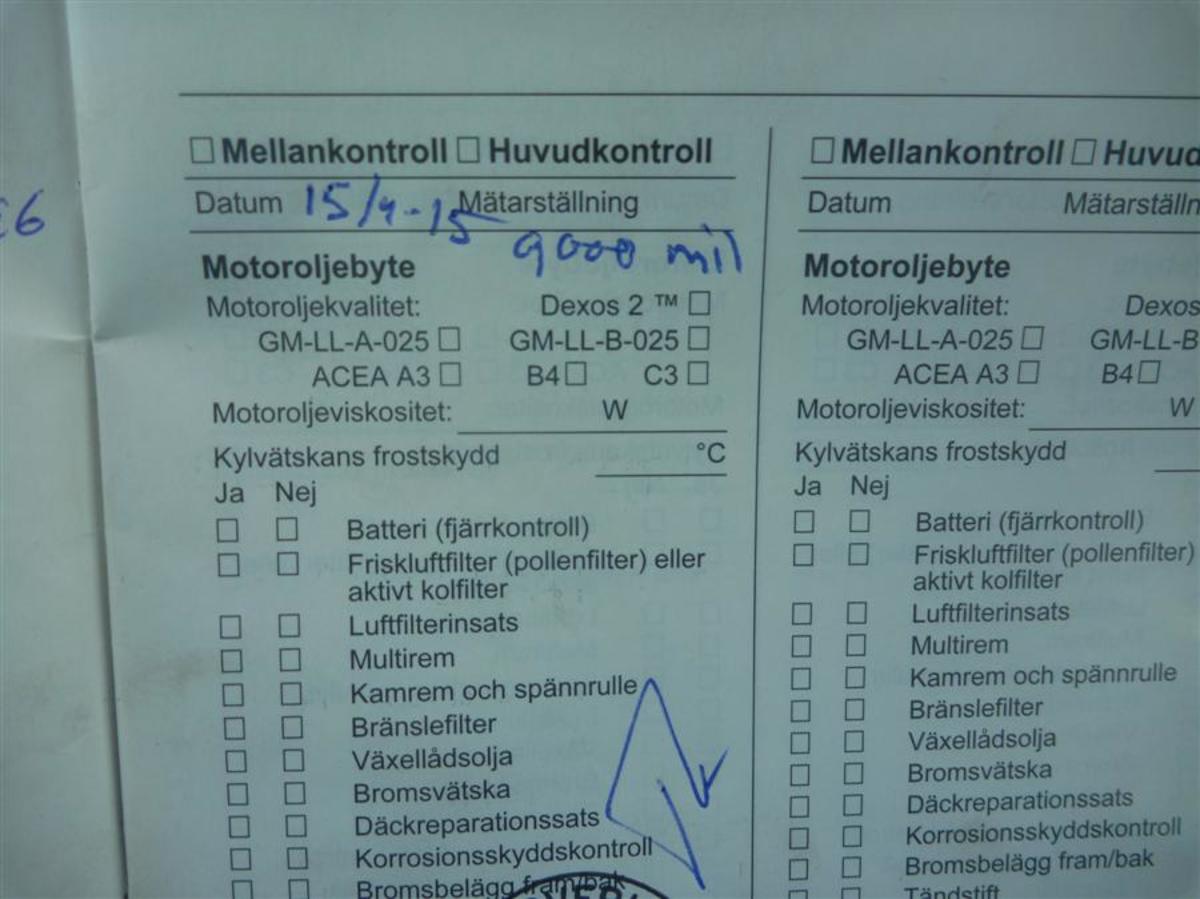 Mellankontroll Huvudkontroll
Datum 15/4-15 Mätarställning
9000 mil
Motoroljebyte
Motoroljekvalitet: Dexos 2 ™
GM-LL-A-025 GM-LL-B-025
ACEA A3 B4 C3
Motoroljeviskositet: W
Kylvätskans frostskydd °C
Ja Nej
Batteri (fjärrkontroll)
Friskluftfilter (pollenfilter) eller
aktivt kolfilter
Luftfilterinsats
Multirem
Kamrem och spännrulle
Bränslefilter
Växellådsolja
Bromsvätska
Däckreparationssats
Korrosionsskyddskontroll
Bromsbelägg fram/bak
Mellankontroll Huvud
Datum Mätarställn
Motoroljebyte
Motoroljekvalitet: Dexos
GM-LL-A-025 GM-LL-B
ACEA A3 B4
Motoroljeviskositet: W
Kylvätskans frostskydd
Ja Nej
Batteri (fjärrkontroll)
Friskluftfilter (pollenfilter)
aktivt kolfilter
Luftfilterinsats
Multirem
Kamrem och spännrulle
Bränslefilter
Växellådsolja
Bromsvätska
Däckreparationssats
Korrosionsskyddskontroll
Bromsbelägg fram/bak
Tändstift